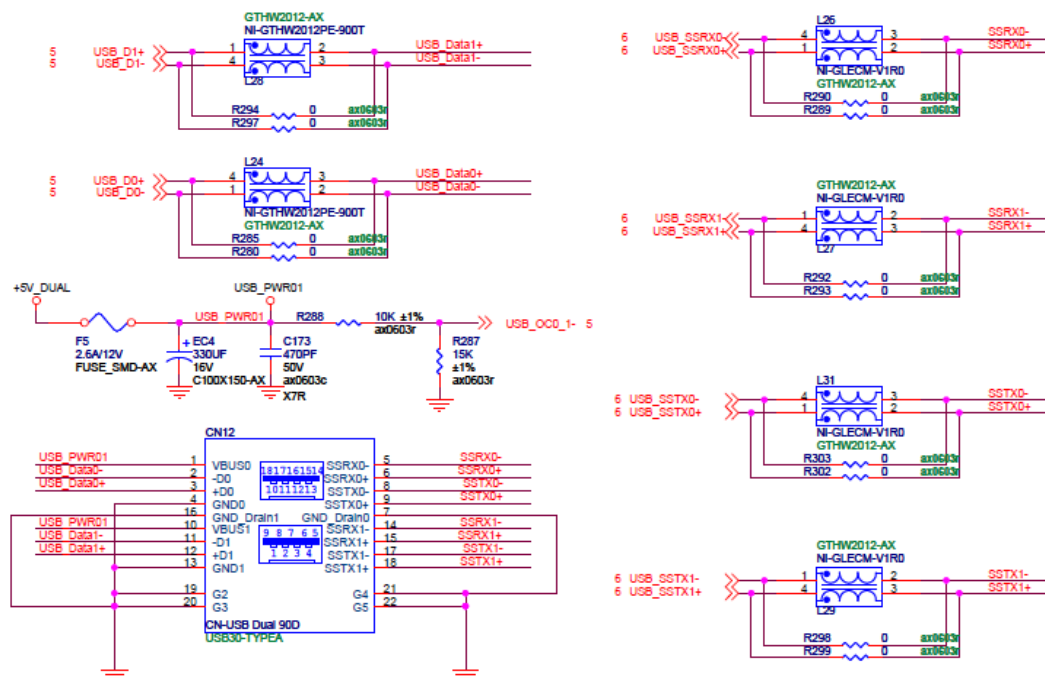 GTHW2012-AX
NI-GTHW2012PE-900T
5 USB_D1+ 1 2 USB_Data1+
5 USB_D1- 4 3 USB_Data1-
L28
R294 0 ax0603r
R297 0 ax0603r
L24
5 USB_D0+ 4 3 USB_Data0+
5 USB_D0- 1 2 USB_Data0-
NI-GTHW2012PE-900T
GTHW2012-AX
R285 0 ax0603r
R280 0 ax0603r
+5V_DUAL
USB_PWR01
USB_PWR01
R288
10K ±1%
ax0603r
USB_OC0_1- 5
F5
2.6A/12V
FUSE_SMD-AX
+
EC4
330UF
16V
C100X150-AX
C173
470PF
50V
ax0603c
X7R
R287
15K
±1%
ax0603r
CN12
USB_PWR01 1 VBUS0 SSRX0- 5 SSRX0-
USB_Data0- 2 -D0 SSRX0+ 6 SSRX0+
USB_Data0+ 3 +D0 SSTX0- 8 SSTX0-
4 GND0 SSTX0+ 9 SSTX0+
16 GND_Drain1 GND_Drain0 7
USB_PWR01 10 VBUS1 SSRX1- 14 SSRX1-
USB_Data1- 11 -D1 SSRX1+ 15 SSRX1+
USB_Data1+ 12 +D1 SSTX1- 17 SSTX1-
13 GND1 SSTX1+ 18 SSTX1+
19 G2 G4 21
20 G3 G5 22
1817161514
10111213
9 8 7 6 5
1 2 3 4
CN-USB Dual 90D
USB30-TYPEA
L26
6 USB_SSRX0- 4 3 SSRX0-
6 USB_SSRX0+ 1 2 SSRX0+
NI-GLECM-V1R0
GTHW2012-AX
R290 0 ax0603r
R289 0 ax0603r
GTHW2012-AX
NI-GLECM-V1R0
6 USB_SSRX1- 1 2 SSRX1-
6 USB_SSRX1+ 4 3 SSRX1+
L27
R292 0 ax0603r
R293 0 ax0603r
L31
6 USB_SSTX0- 4 3 SSTX0-
6 USB_SSTX0+ 1 2 SSTX0+
NI-GLECM-V1R0
GTHW2012-AX
R303 0 ax0603r
R302 0 ax0603r
GTHW2012-AX
NI-GLECM-V1R0
6 USB_SSTX1- 1 2 SSTX1-
6 USB_SSTX1+ 4 3 SSTX1+
L29
R298 0 ax0603r
R299 0 ax0603r